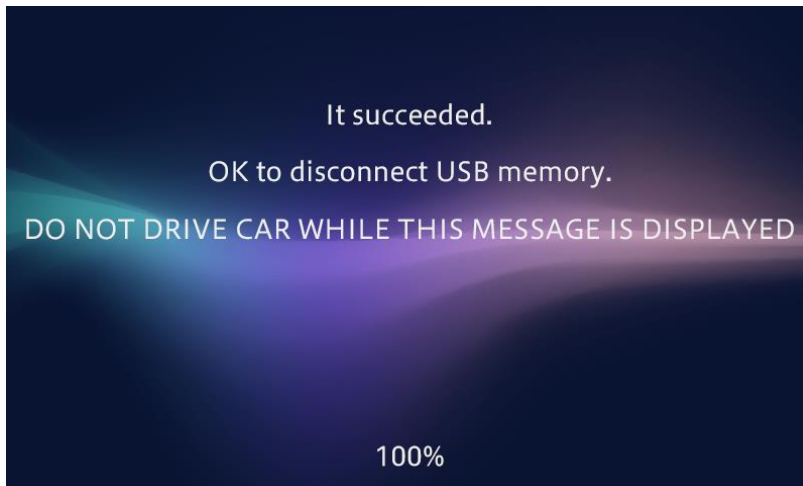 It succeeded.
OK to disconnect USB memory.
DO NOT DRIVE CAR WHILE THIS MESSAGE IS DISPLAYED
100%